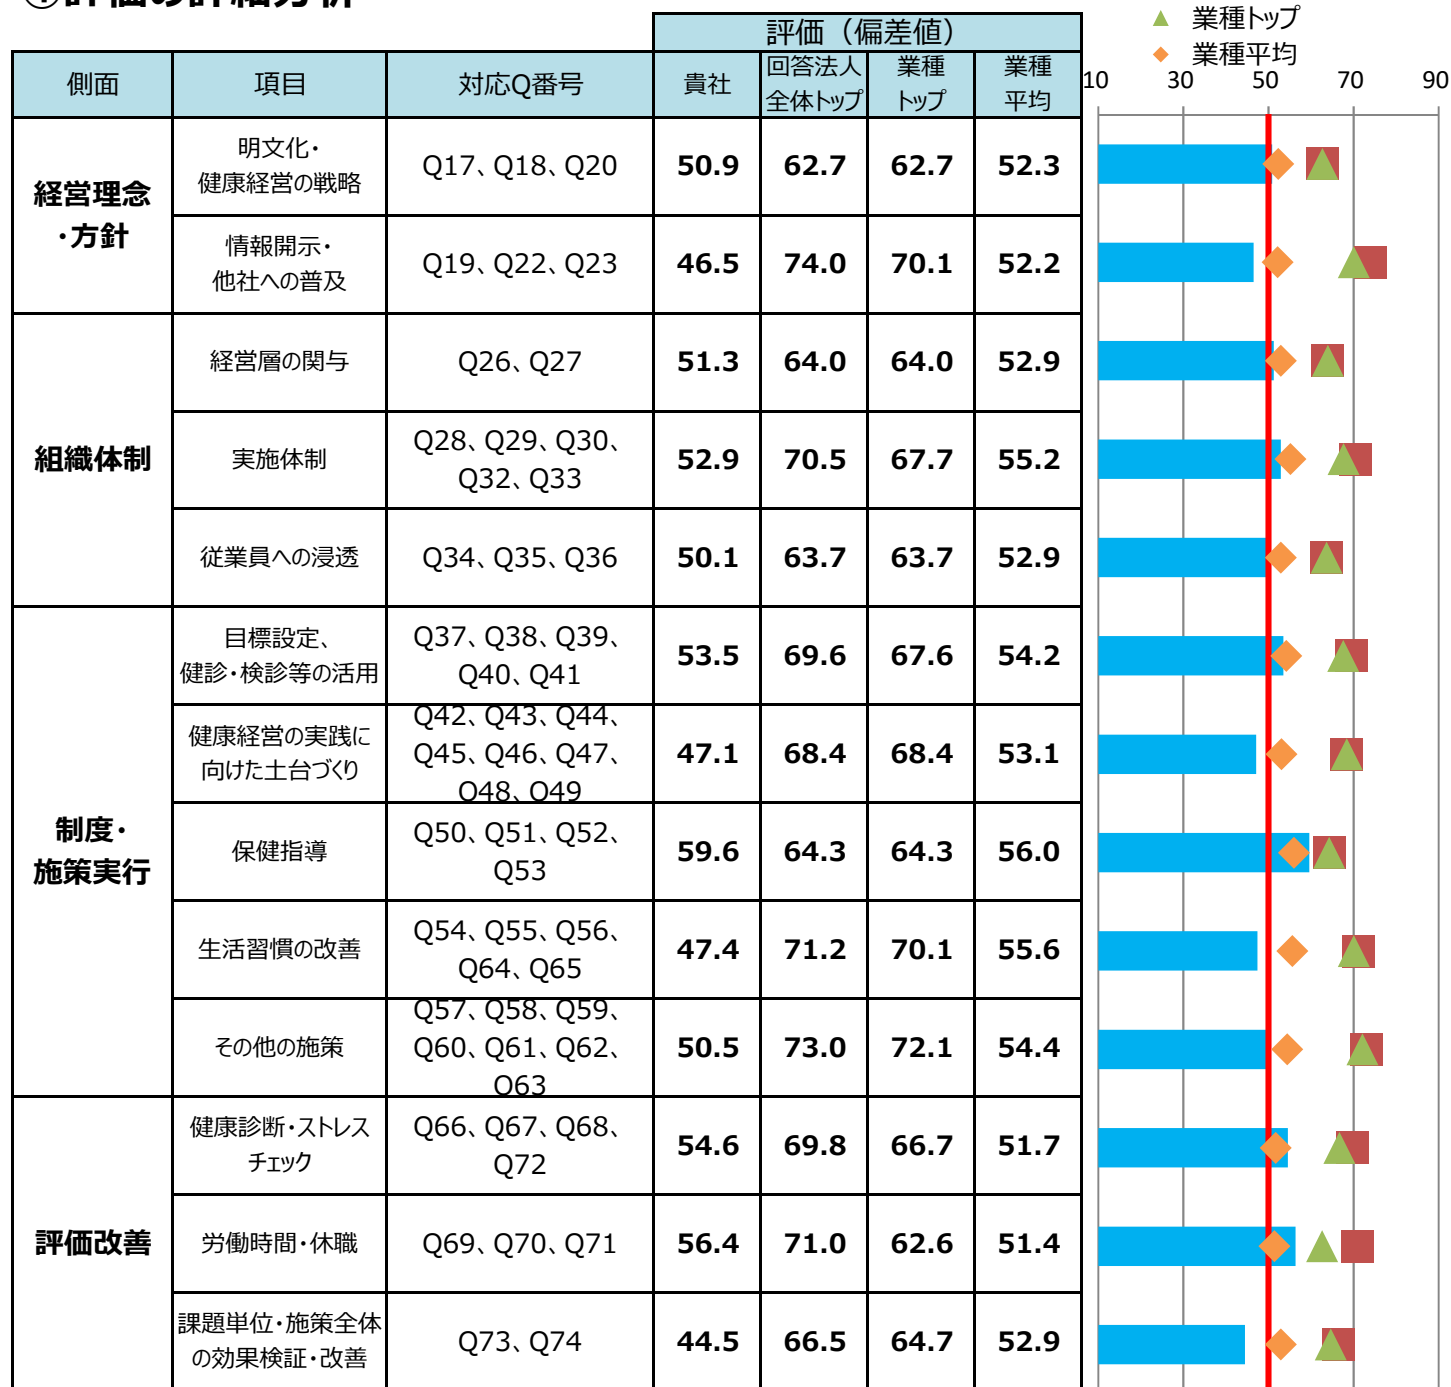 ①評価の詳細分析
業種トップ
業種平均
評価（偏差値）
側面 項目 対応Q番号 貴社 回答法人全体トップ 業種トップ 業種平均
10 30 50 70 90
経営理念
・方針
明文化・
健康経営の戦略
Q17、Q18、Q20
50.9 62.7 62.7 52.3
情報開示・
他社への普及
Q19、Q22、Q23
46.5 74.0 70.1 52.2
組織体制
経営層の関与
Q26、Q27
51.3 64.0 64.0 52.9
実施体制
Q28、Q29、Q30、
Q32、Q33
52.9 70.5 67.7 55.2
従業員への浸透
Q34、Q35、Q36
50.1 63.7 63.7 52.9
制度・
施策実行
目標設定、
健診・検診等の活用
Q37、Q38、Q39、
Q40、Q41
53.5 69.6 67.6 54.2
健康経営の実践に
向けた土台づくり
Q42、Q43、Q44、
Q45、Q46、Q47、
Q48、Q49
47.1 68.4 68.4 53.1
保健指導
Q50、Q51、Q52、
Q53
59.6 64.3 64.3 56.0
生活習慣の改善
Q54、Q55、Q56、
Q64、Q65
47.4 71.2 70.1 55.6
その他の施策
Q57、Q58、Q59、
Q60、Q61、Q62、
Q63
50.5 73.0 72.1 54.4
評価改善
健康診断・ストレス
チェック
Q66、Q67、Q68、
Q72
54.6 69.8 66.7 51.7
労働時間・休職
Q69、Q70、Q71
56.4 71.0 62.6 51.4
課題単位・施策全体
の効果検証・改善
Q73、Q74
44.5 66.5 64.7 52.9